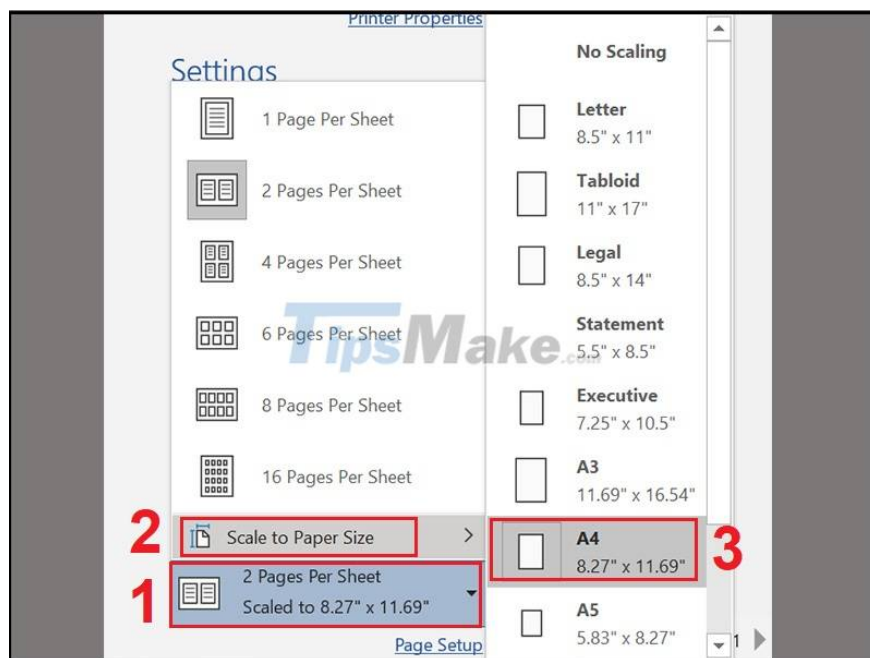 Printer Properties
Settings
1 Page Per Sheet
2 Pages Per Sheet
4 Pages Per Sheet
6 Pages Per Sheet
8 Pages Per Sheet
16 Pages Per Sheet
2
Scale to Paper Size
1
2 Pages Per Sheet
Scaled to 8.27" x 11.69"
Page Setup
No Scaling
Letter
8.5" x 11"
Tabloid
11" x 17"
Legal
8.5" x 14"
Statement
5.5" x 8.5"
Executive
7.25" x 10.5"
A3
11.69" x 16.54"
A4
8.27" x 11.69"
3
A5
5.83" x 8.27"
1
TipsMake.com